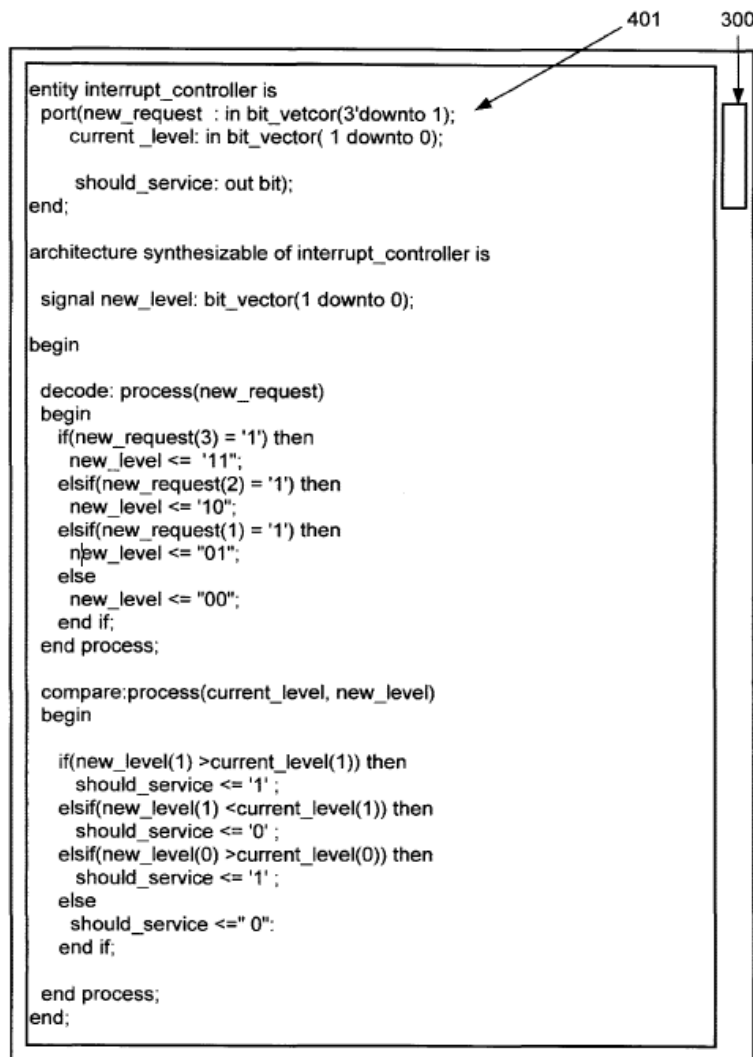 401 300
entity interrupt_controller is
port(new_request : in bit_vetcor(3'downto 1);
current _level: in bit_vector( 1 downto 0);
should_service: out bit);
end;
architecture synthesizable of interrupt_controller is
signal new_level: bit_vector(1 downto 0);
begin
decode: process(new_request)
begin
if(new_request(3) = '1') then
new_level <= '11";
elsif(new_request(2) = '1') then
new_level <= '10";
elsif(new_request(1) = '1') then
new_level <= "01";
else
new_level <= "00";
end if;
end process;
compare:process(current_level, new_level)
begin
if(new_level(1) >current_level(1)) then
should_service <= '1' ;
elsif(new_level(1) <current_level(1)) then
should_service <= '0' ;
elsif(new_level(0) >current_level(0)) then
should_service <= '1' ;
else
should_service <=" 0":
end if;
end process;
end;